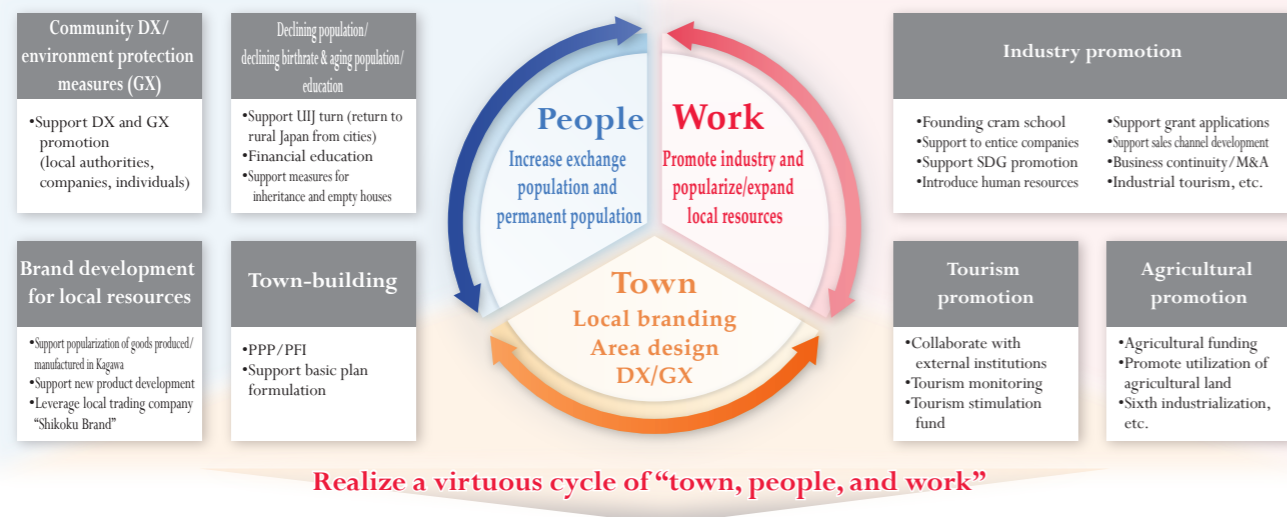 Community DX/
environment protection
measures (GX)
•Support DX and GX
promotion
(local authorities,
companies, individuals)
Declining population/
declining birthrate & aging population/
education
•Support UIJ turn (return to
rural Japan from cities)
•Financial education
•Support measures for
inheritance and empty houses
Brand development
for local resources
•Support popularization of goods produced/
manufactured in Kagawa
•Support new product development
•Leverage local trading company
“Shikoku Brand”
Town-building
•PPP/PFI
•Support basic plan
formulation
People
Increase exchange
population and
permanent population
Work
Promote industry and
popularize/expand
local resources
Town
Local branding
Area design
DX/GX
Industry promotion
•Founding cram school
•Support to entice companies
•Support SDG promotion
•Introduce human resources
•Support grant applications
•Support sales channel development
•Business continuity/M&A
•Industrial tourism, etc.
Tourism
promotion
•Collaborate with
external institutions
•Tourism monitoring
•Tourism stimulation
fund
Agricultural
promotion
•Agricultural funding
•Promote utilization of
agricultural land
•Sixth industrialization,
etc.
Realize a virtuous cycle of “town, people, and work”